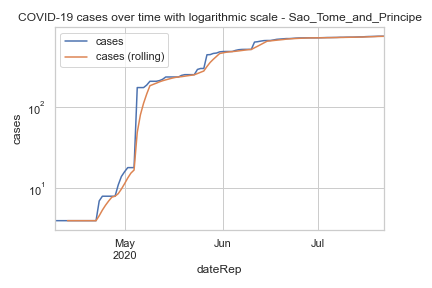 COVID-19 cases over time with logarithmic scale - Sao_Tome_and_Principe
cases
cases (rolling)
10²
10¹
cases
May
2020
Jun
Jul
dateRep